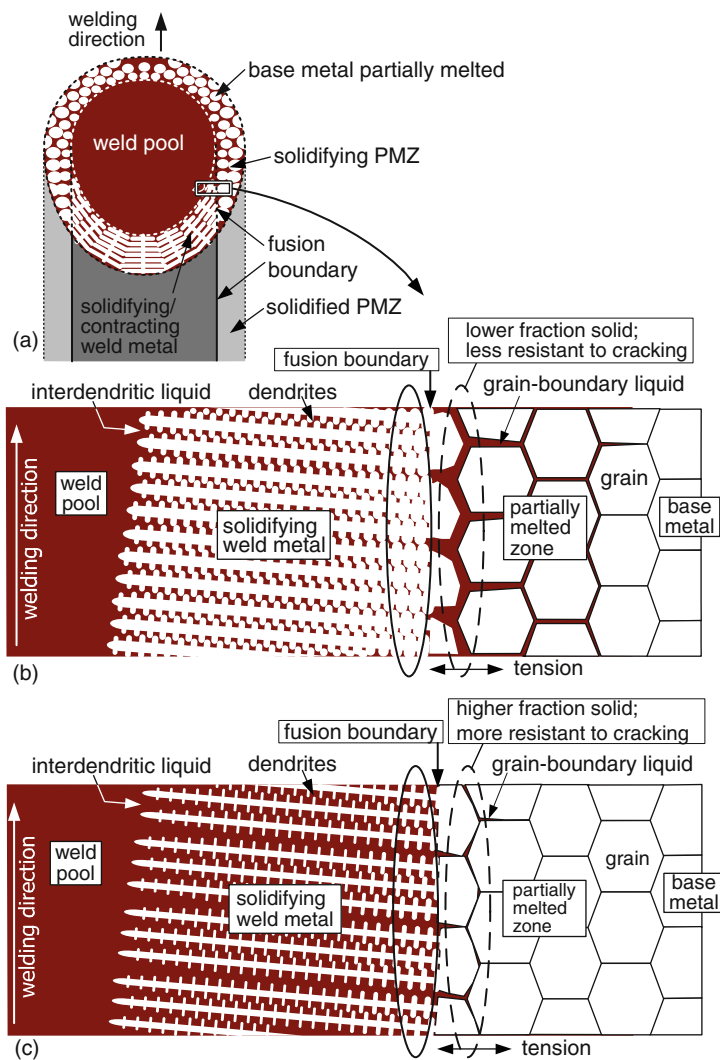 welding
direction
base metal partially melted
weld pool
solidifying PMZ
fusion
boundary
solidifying/
contracting
weld metal
solidified PMZ
(a)
lower fraction solid;
less resistant to cracking
fusion boundary
interdendritic liquid
dendrites
grain-boundary liquid
welding direction
weld
pool
solidifying
weld metal
partially
melted
zone
grain
base
metal
tension
(b)
higher fraction solid;
more resistant to cracking
fusion boundary
interdendritic liquid
dendrites
grain-boundary liquid
welding direction
weld
pool
solidifying
weld metal
partially
melted
zone
grain
base
metal
tension
(c)